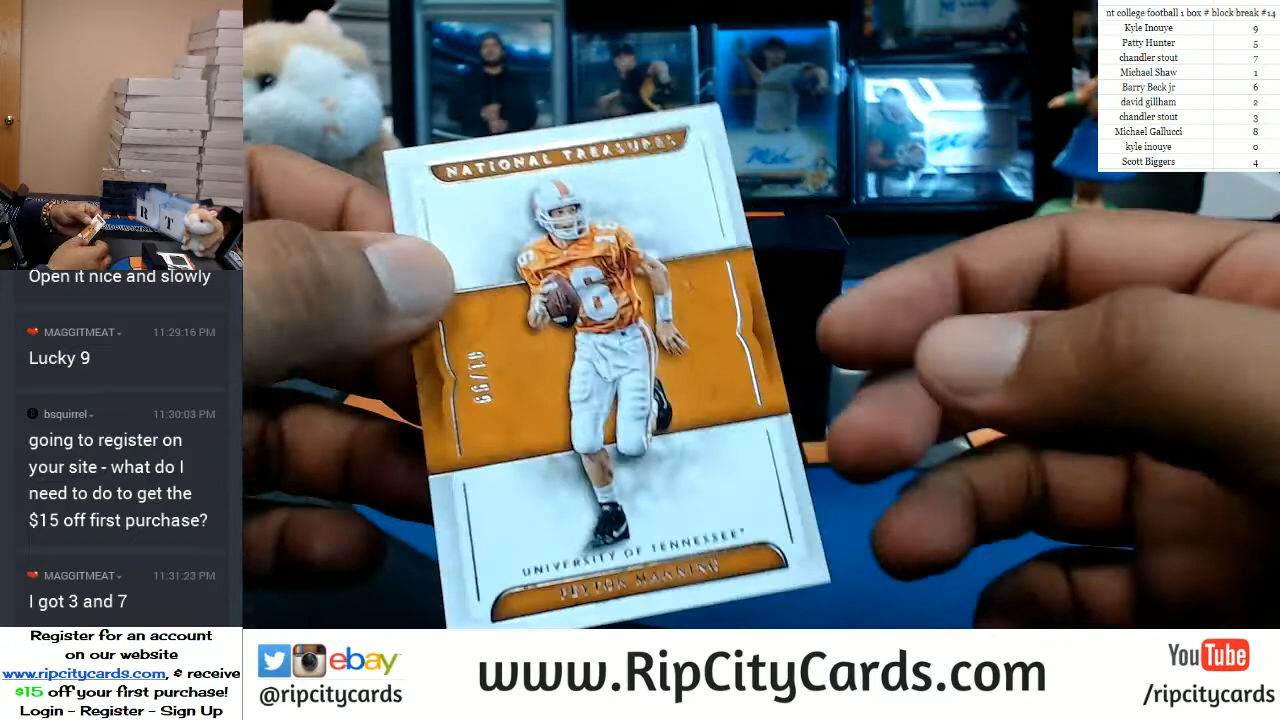 nt college football 1 box # block break #14
Kyle Inouye 9
Patty Hunter 5
chandler stout 7
Michael Shaw 1
Barry Beck jr 6
david gillham 2
chandler stout 3
Michael Gallucci 8
kyle inouye 0
Scott Biggers 4
R T
Open it nice and slowly
MAGGITMEAT 11:29:16 PM
Lucky 9
bsquirrel 11:30:03 PM
going to register on
your site - what do I
need to do to get the
$15 off first purchase?
MAGGITMEAT 11:31:23 PM
I got 3 and 7
NATIONAL TREASURES
16
16
91/99
UNIVERSITY OF TENNESSEE
PEYTON MANNING
Register for an account
on our website
www.ripcitycards.com, & receive
$15 off your first purchase!
Login - Register - Sign Up
ebay
@ripcitycards
www.RipCityCards.com
YouTube
/ripcitycards